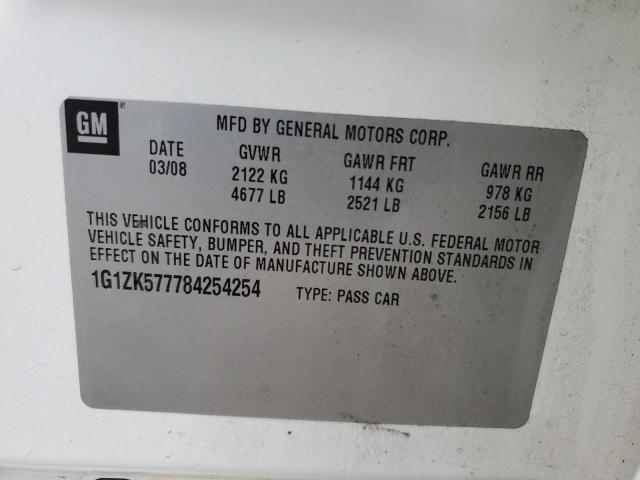 GM
MFD BY GENERAL MOTORS CORP.
DATE GVWR GAWR FRT GAWR RR
03/08 2122 KG 1144 KG 978 KG
4677 LB 2521 LB 2156 LB
THIS VEHICLE CONFORMS TO ALL APPLICABLE U.S. FEDERAL MOTOR
VEHICLE SAFETY, BUMPER, AND THEFT PREVENTION STANDARDS IN
EFFECT ON THE DATE OF MANUFACTURE SHOWN ABOVE.
1G1ZK577784254254 TYPE: PASS CAR